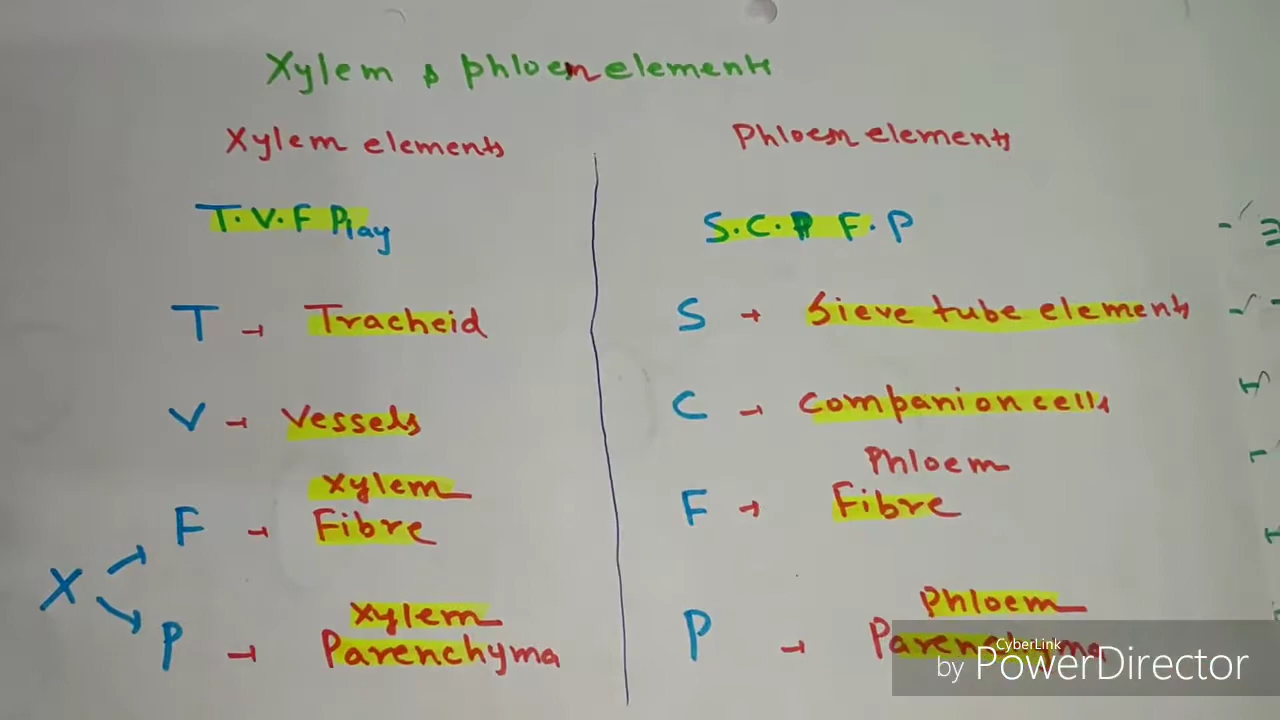 Xylem & phloem elements
Xylem elements
T.V.F Play
T → Tracheid
V → Vessels
Xylem
F → Fibre
X
Xylem
P → Parenchyma
Phloem elements
S.C. F.P
S → Sieve tube elements
C → Companion cells
Phloem
F → Fibre
Phloem
P → Parenchyma
CyberLink
by PowerDirector